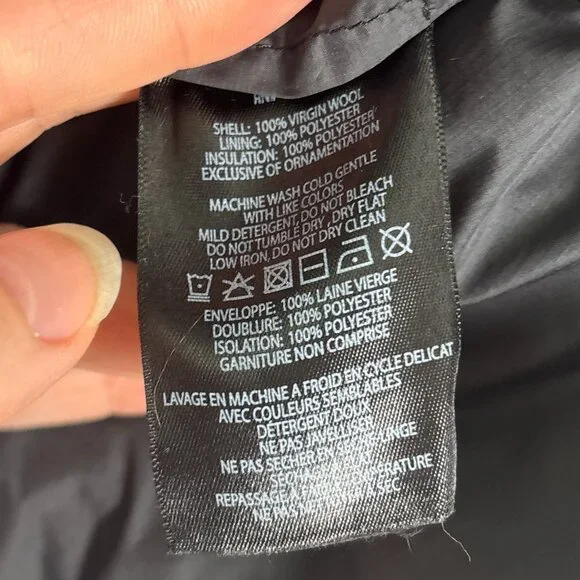 SHELL: 100% VIRGIN WOOL
LINING: 100% POLYESTER
INSULATION: 100% POLYESTER
EXCLUSIVE OF ORNAMENTATION
MACHINE WASH COLD GENTLE
WITH LIKE COLORS
MILD DETERGENT, DO NOT BLEACH
DO NOT TUMBLE DRY, DRY FLAT
LOW IRON, DO NOT DRY CLEAN
ENVELOPPE: 100% LAINE VIERGE
DOUBLURE: 100% POLYESTER
ISOLATION: 100% POLYESTER
GARNITURE NON COMPRISE
LAVAGE EN MACHINE A FROID EN CYCLE DELICAT
AVEC COULEURS SEMBLABLES
DETERGENT DOUX
NE PAS JAVELLISER
NE PAS SECHER LINGE
REPASSAGE A
NE PAS SEC